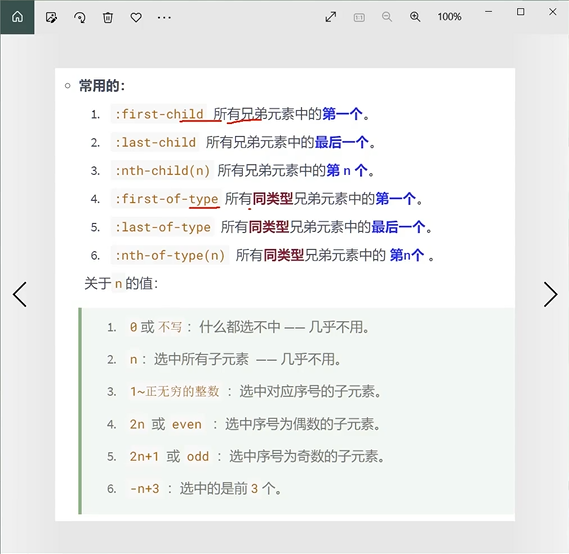 100%
常用的：
1. :first-child 所有兄弟元素中的第一个。
2. :last-child 所有兄弟元素中的最后一个。
3. :nth-child(n) 所有兄弟元素中的第 n 个。
4. :first-of-type 所有同类型兄弟元素中的第一个。
5. :last-of-type 所有同类型兄弟元素中的最后一个。
6. :nth-of-type(n) 所有同类型兄弟元素中的 第n个 。
关于 n 的值：
1. 0 或 不写 ：什么都选不中 —— 几乎不用。
2. n ：选中所有子元素 —— 几乎不用。
3. 1~正无穷的整数 ：选中对应序号的子元素。
4. 2n 或 even ：选中序号为偶数的子元素。
5. 2n+1 或 odd ：选中序号为奇数的子元素。
6. -n+3 ：选中的是前 3 个。